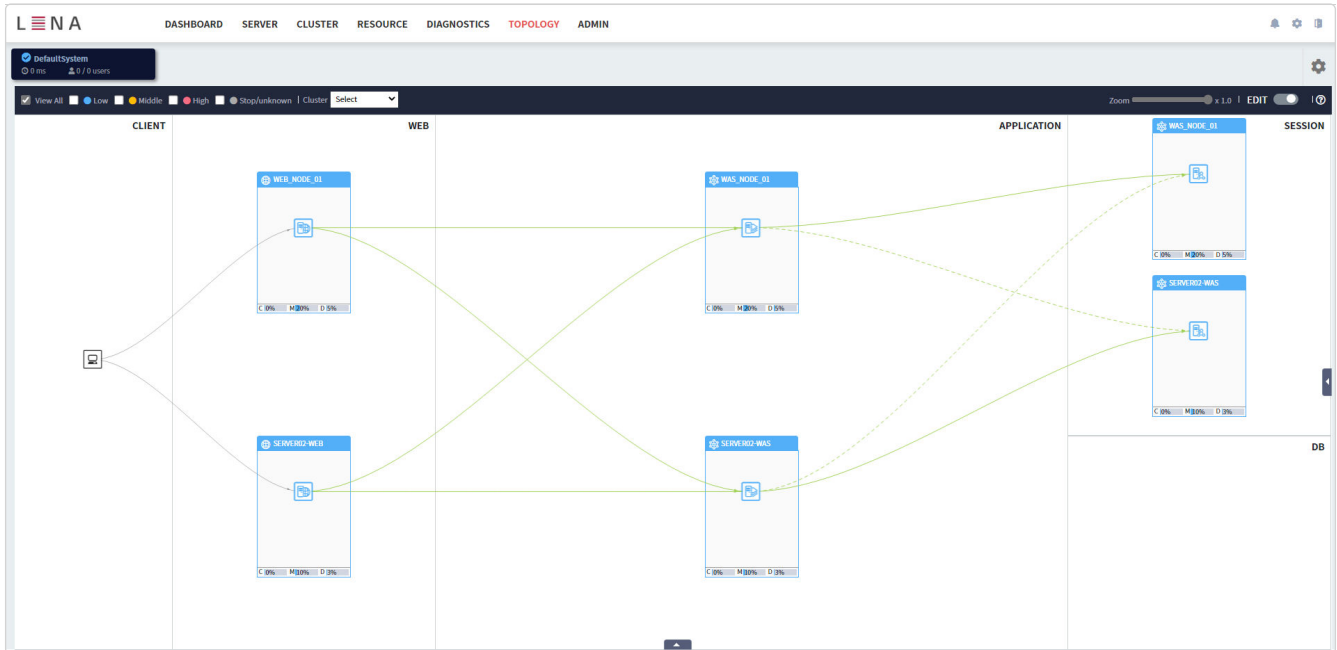 LENA DASHBOARD SERVER CLUSTER RESOURCE DIAGNOSTICS TOPOLOGY ADMIN
DefaultSystem
0 ms 0 / 0 users
View All Low Middle High Stop/unknown | Cluster Select Zoom x 1.0 | EDIT | ?
CLIENT WEB APPLICATION SESSION
WAS_NODE_01
WEB_NODE_01 WAS_NODE_01
C 0% M 20% D 5%
SERVER02-WAS
C 0% M 20% D 5% C 0% M 20% D 5%
C 0% M 10% D 3%
SERVER02-WEB SERVER02-WAS DB
C 0% M 10% D 3% C 0% M 10% D 3%